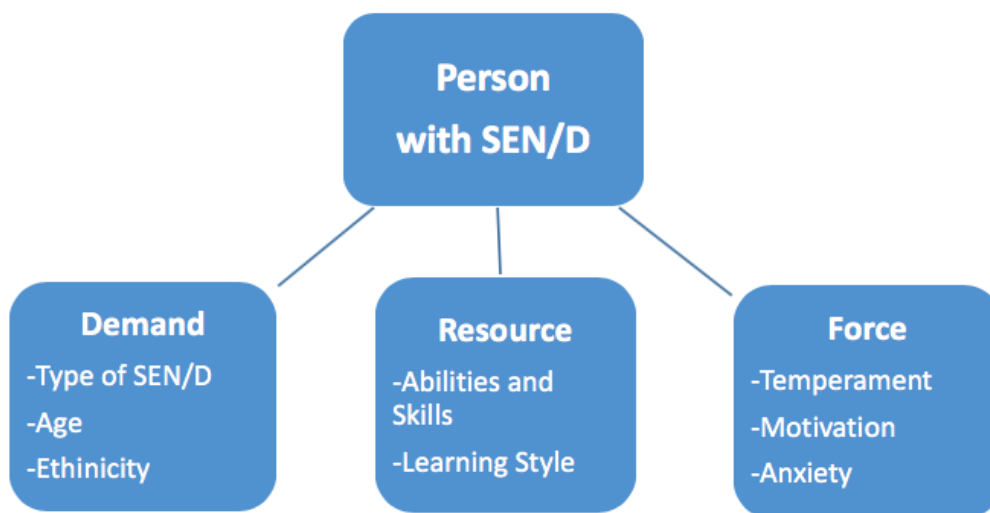 Person
with SEN/D
Demand
-Type of SEN/D
-Age
-Ethinicity
Resource
-Abilities and
Skills
-Learning Style
Force
-Temperament
-Motivation
-Anxiety